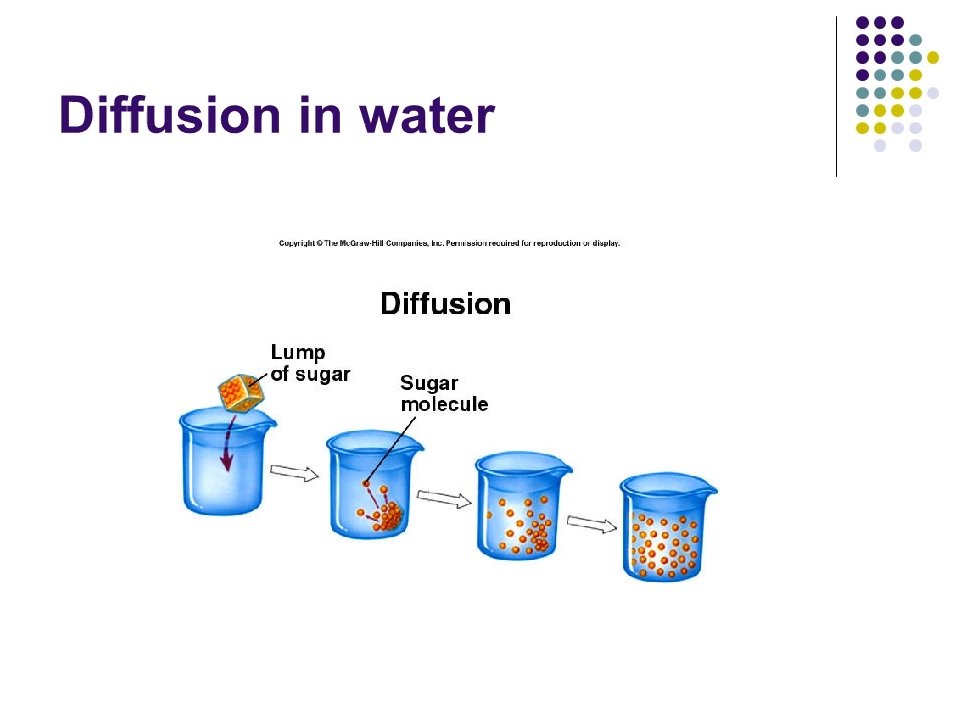 Diffusion in water
Copyright © The McGraw-Hill Companies, Inc. Permission required for reproduction or display.
Diffusion
Lump
of sugar
Sugar
molecule